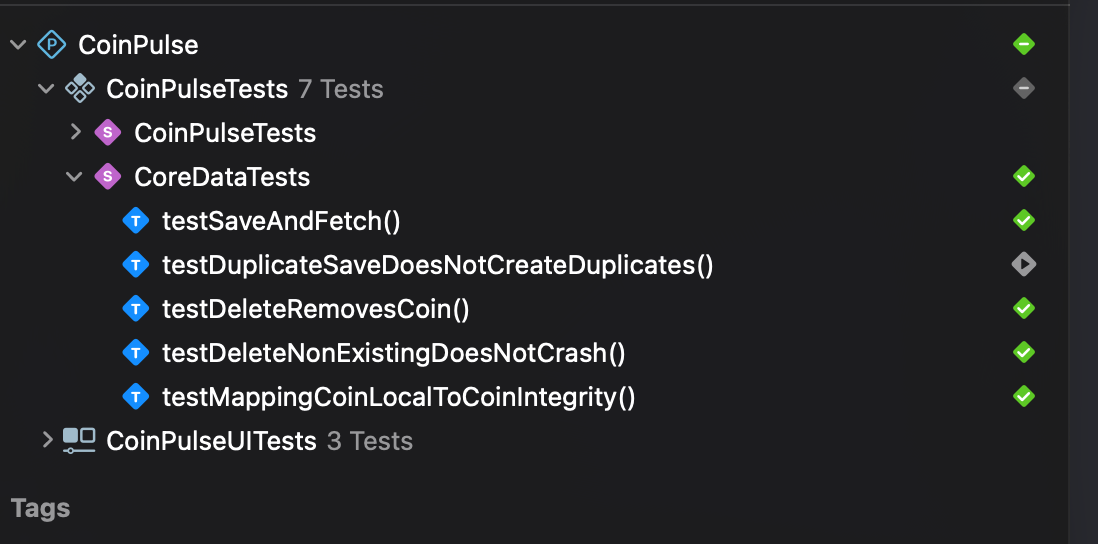 CoinPulse
CoinPulseTests 7 Tests
CoinPulseTests
CoreDataTests
testSaveAndFetch()
testDuplicateSaveDoesNotCreateDuplicates()
testDeleteRemovesCoin()
testDeleteNonExistingDoesNotCrash()
testMappingCoinLocalToCoinIntegrity()
CoinPulseUITests 3 Tests
Tags